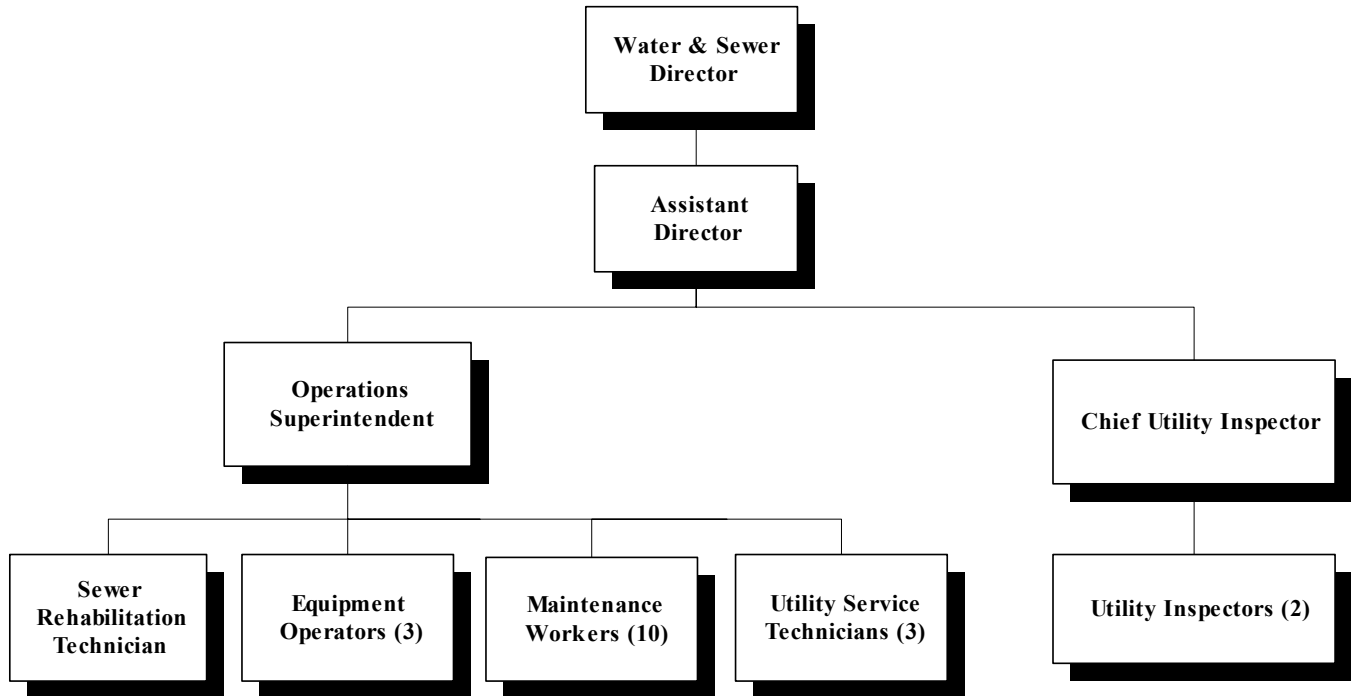 Water & Sewer
Director
Assistant
Director
Operations
Superintendent
Chief Utility Inspector
Sewer
Rehabilitation
Technician
Equipment
Operators (3)
Maintenance
Workers (10)
Utility Service
Technicians (3)
Utility Inspectors (2)